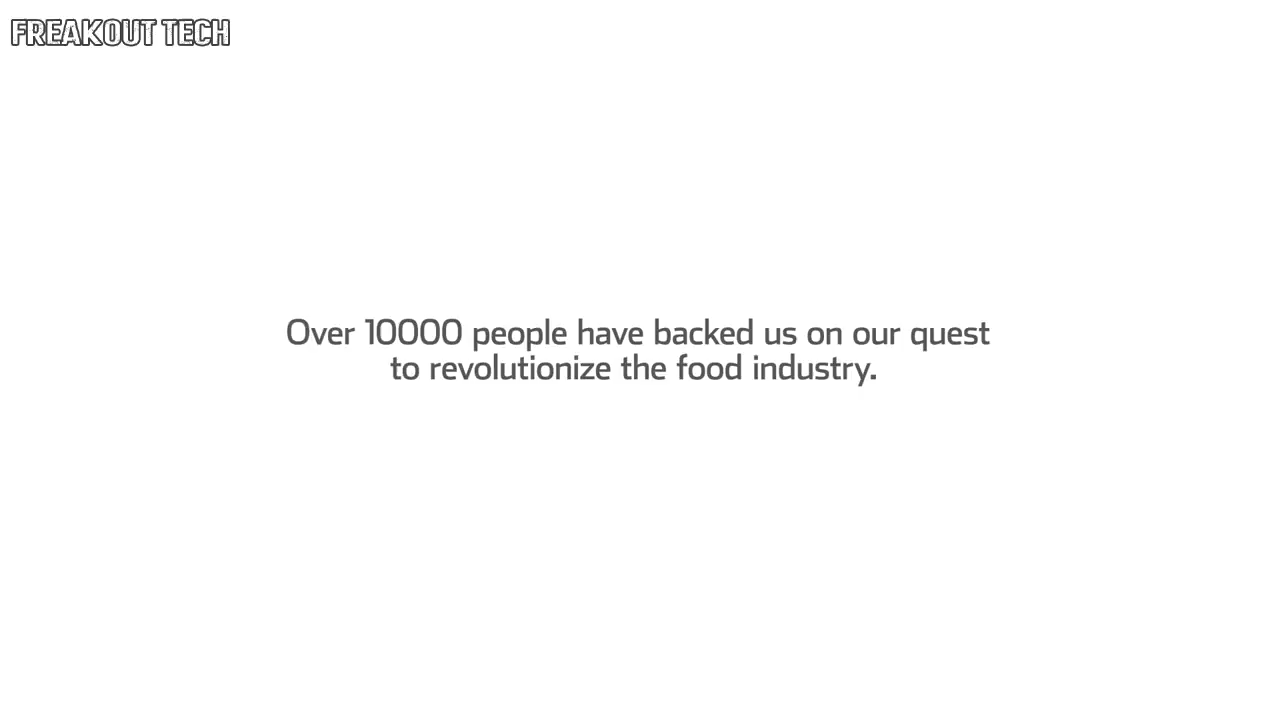 FREAKOUT TECH
Over 10000 people have backed us on our quest
to revolutionize the food industry.